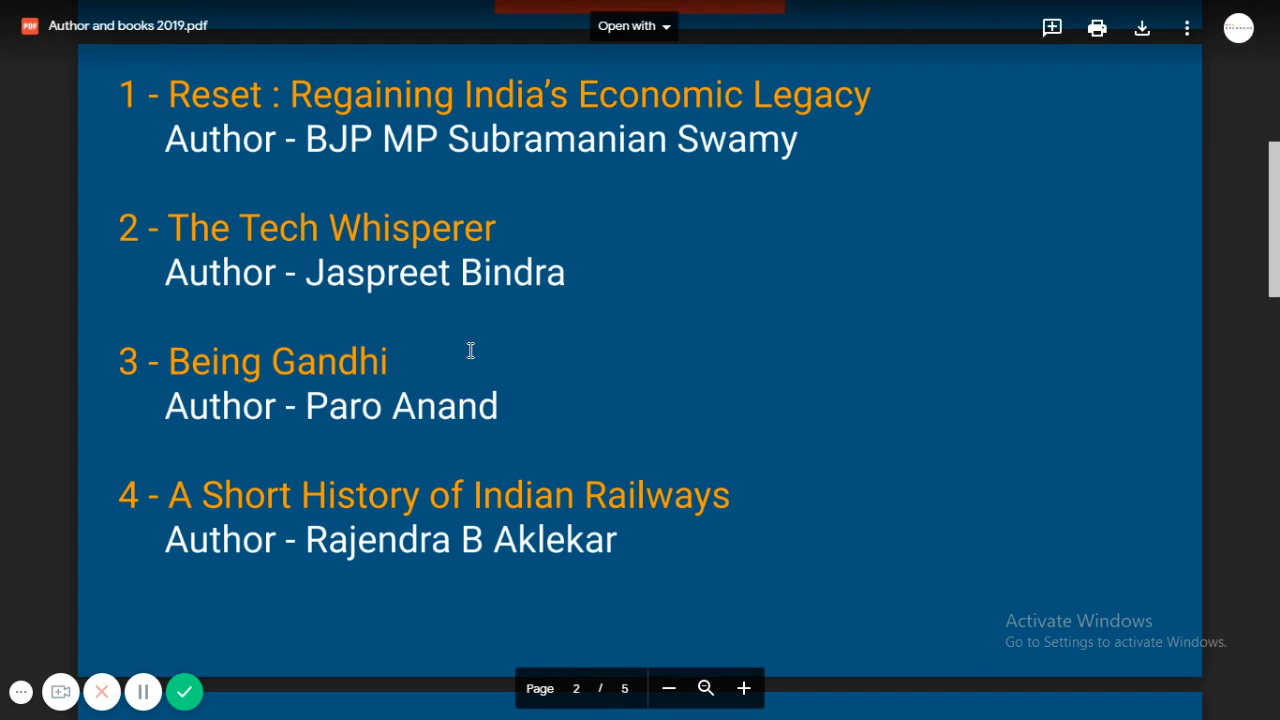 PDF Author and books 2019.pdf
Open with
1 - Reset : Regaining India's Economic Legacy
Author - BJP MP Subramanian Swamy
2 - The Tech Whisperer
Author - Jaspreet Bindra
3 - Being Gandhi
Author - Paro Anand
4 - A Short History of Indian Railways
Author - Rajendra B Aklekar
Activate Windows
Go to Settings to activate Windows.
Page 2 / 5